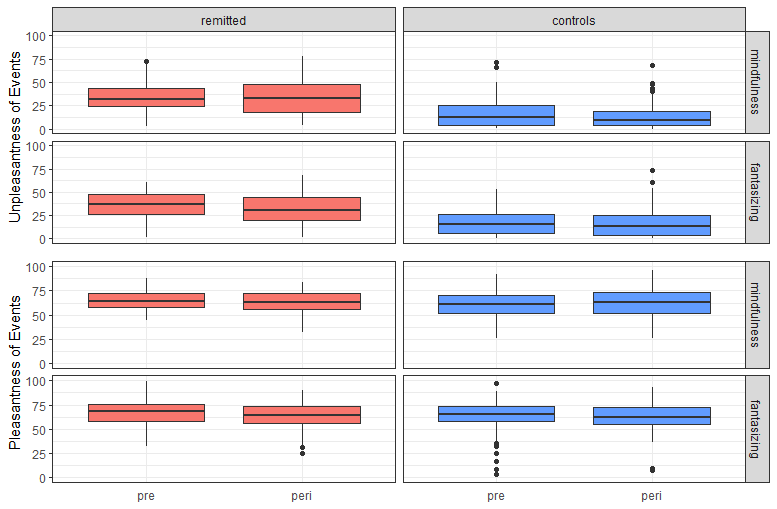 remitted controls
Unpleasantness of Events
100
75
50
25
0
mindfulness
100
75
50
25
0
fantasizing
Pleasantness of Events
100
75
50
25
0
mindfulness
100
75
50
25
0
fantasizing
pre peri pre peri